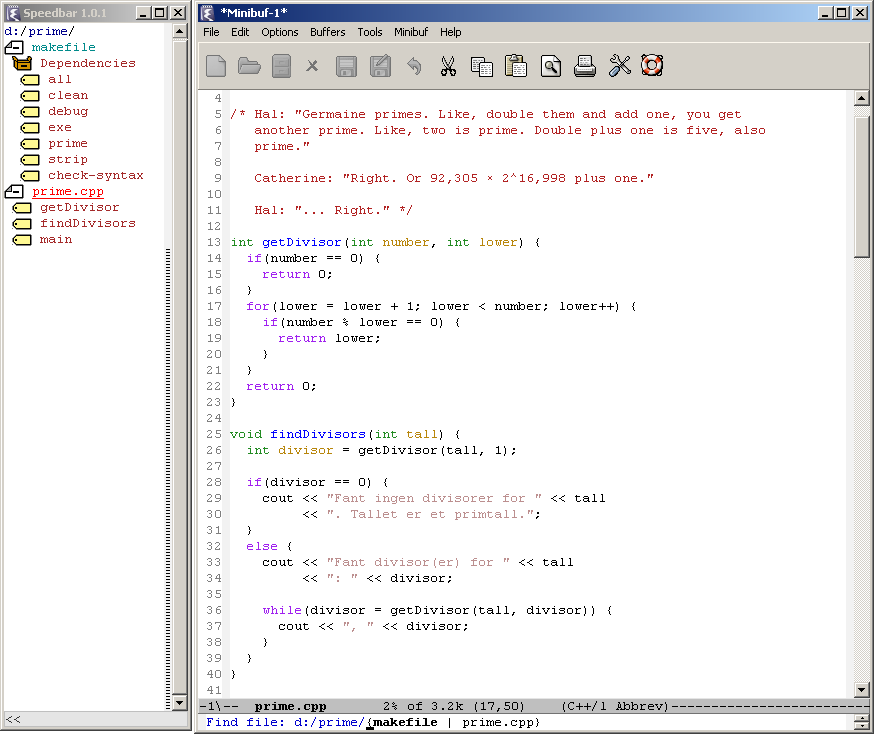 Speedbar 1.0.1
d:/prime/
makefile
Dependencies
all
clean
debug
exe
prime
strip
check-syntax
prime.cpp
getDivisor
findDivisors
main
<<
*Minibuf-1*
File Edit Options Buffers Tools Minibuf Help
4
5 /* Hal: "Germaine primes. Like, double them and add one, you get
6 another prime. Like, two is prime. Double plus one is five, also
7 prime."
8
9 Catherine: "Right. Or 92,305 × 2^16,998 plus one."
10
11 Hal: "... Right." */
12
13 int getDivisor(int number, int lower) {
14 if(number == 0) {
15 return 0;
16 }
17 for(lower = lower + 1; lower < number; lower++) {
18 if(number % lower == 0) {
19 return lower;
20 }
21 }
22 return 0;
23 }
24
25 void findDivisors(int tall) {
26 int divisor = getDivisor(tall, 1);
27
28 if(divisor == 0) {
29 cout << "Fant ingen divisorer for " << tall
30 << ". Tallet er et primtall.";
31 }
32 else {
33 cout << "Fant divisor(er) for " << tall
34 << ": " << divisor;
35
36 while(divisor = getDivisor(tall, divisor)) {
37 cout << ", " << divisor;
38 }
39 }
40 }
41
-1\-- prime.cpp 2% of 3.2k (17,50) (C++/l Abbrev)-------------------------
Find file: d:/prime/{makefile | prime.cpp}